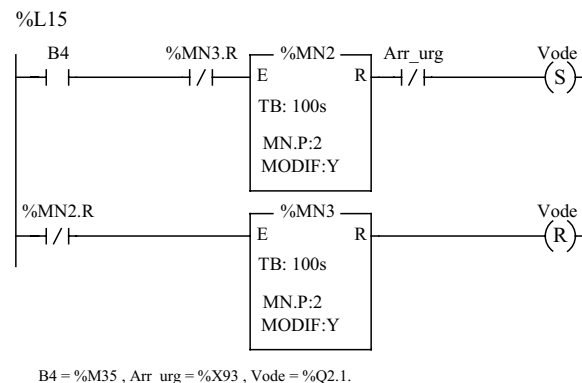 %L15
B4 %MN3.R %MN2 Arr_urg Vode
E R S
TB: 100s
MN.P:2
MODIF:Y
%MN2.R %MN3 Vode
E R R
TB: 100s
MN.P:2
MODIF:Y
B4 = %M35 , Arr_urg = %X93 , Vode = %Q2.1.